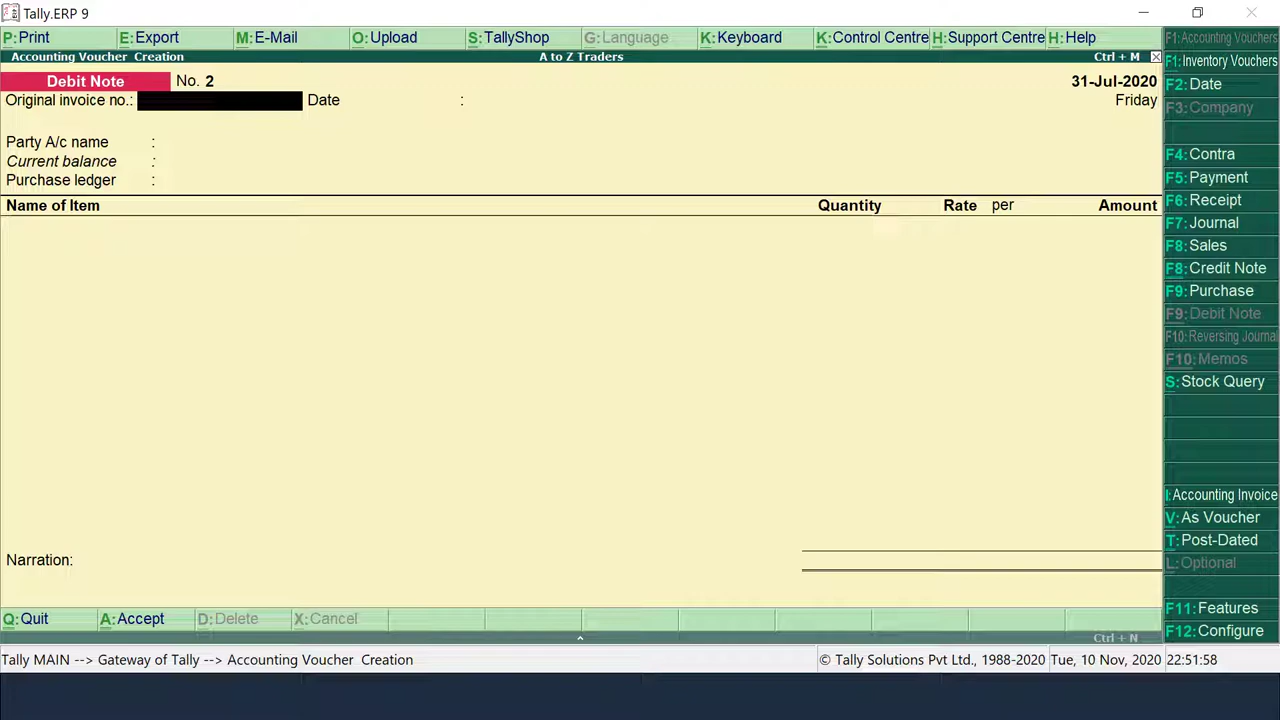 Tally.ERP 9
P: Print E: Export M: E-Mail O: Upload S: TallyShop G: Language K: Keyboard K: Control Centre H: Support Centre H: Help
Accounting Voucher Creation A to Z Traders Ctrl + M
Debit Note No. 2 31-Jul-2020
Original invoice no.: Date : Friday
Party A/c name :
Current balance :
Purchase ledger :
Name of Item Quantity Rate per Amount
Narration:
F1: Accounting Vouchers
F1: Inventory Vouchers
F2: Date
F3: Company
F4: Contra
F5: Payment
F6: Receipt
F7: Journal
F8: Sales
F8: Credit Note
F9: Purchase
F9: Debit Note
F10: Reversing Journal
F10: Memos
S: Stock Query
I: Accounting Invoice
V: As Voucher
T: Post-Dated
L: Optional
F11: Features
F12: Configure
Q: Quit A: Accept D: Delete X: Cancel
Ctrl + N
Tally MAIN --> Gateway of Tally --> Accounting Voucher Creation © Tally Solutions Pvt Ltd., 1988-2020 Tue, 10 Nov, 2020 22:51:58